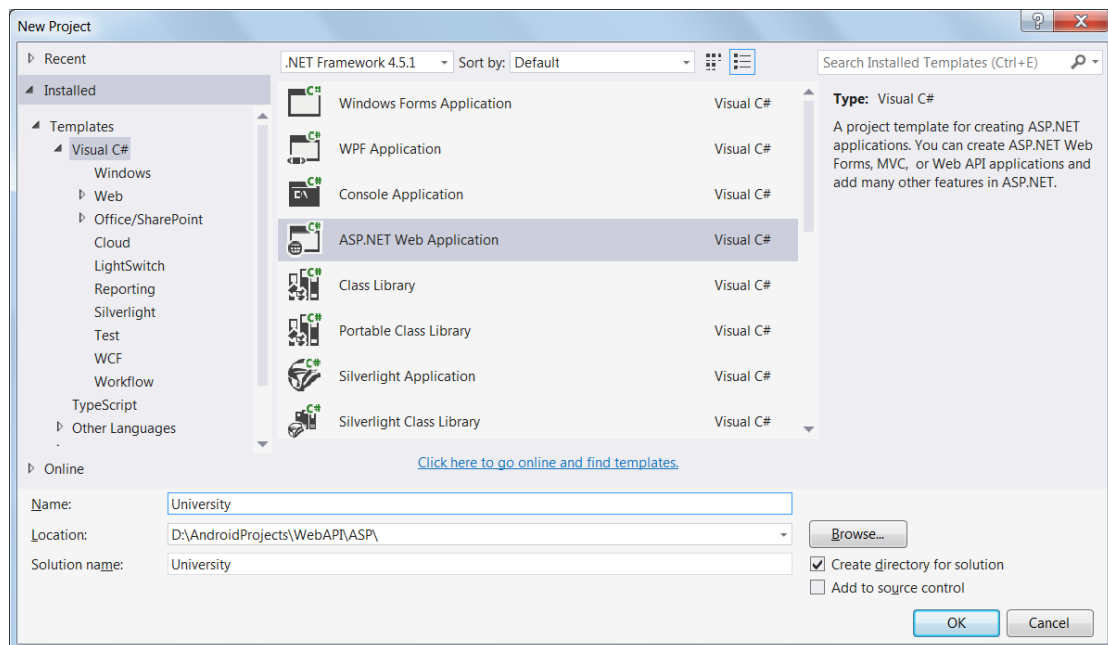 New Project
Recent
Installed
Templates
Visual C#
Windows
Web
Office/SharePoint
Cloud
LightSwitch
Reporting
Silverlight
Test
WCF
Workflow
TypeScript
Other Languages
Online
.NET Framework 4.5.1 Sort by: Default
C# Windows Forms Application Visual C#
C# WPF Application Visual C#
C# Console Application Visual C#
C# ASP.NET Web Application Visual C#
C# Class Library Visual C#
C# Portable Class Library Visual C#
C# Silverlight Application Visual C#
C# Silverlight Class Library Visual C#
Click here to go online and find templates.
Search Installed Templates (Ctrl+E)
Type: Visual C#
A project template for creating ASP.NET
applications. You can create ASP.NET Web
Forms, MVC, or Web API applications and
add many other features in ASP.NET.
Name: University
Location: D:\AndroidProjects\WebAPI\ASP\ Browse...
Solution name: University
Create directory for solution
Add to source control
OK Cancel